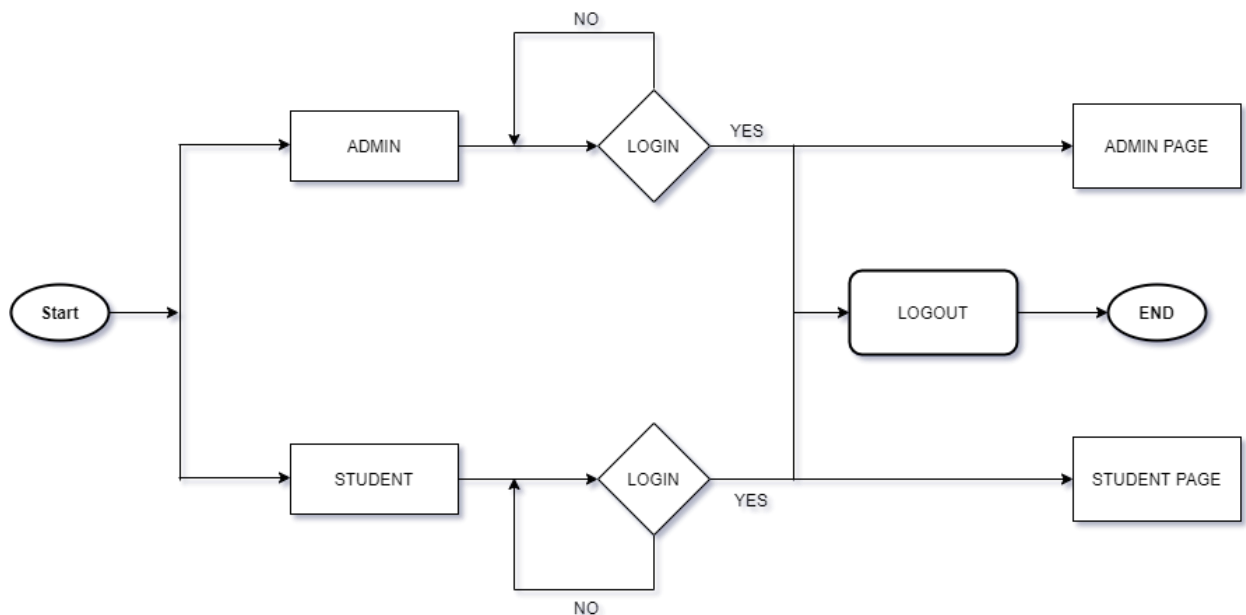 NO
ADMIN
LOGIN
YES
ADMIN PAGE
Start
LOGOUT
END
STUDENT
LOGIN
YES
STUDENT PAGE
NO